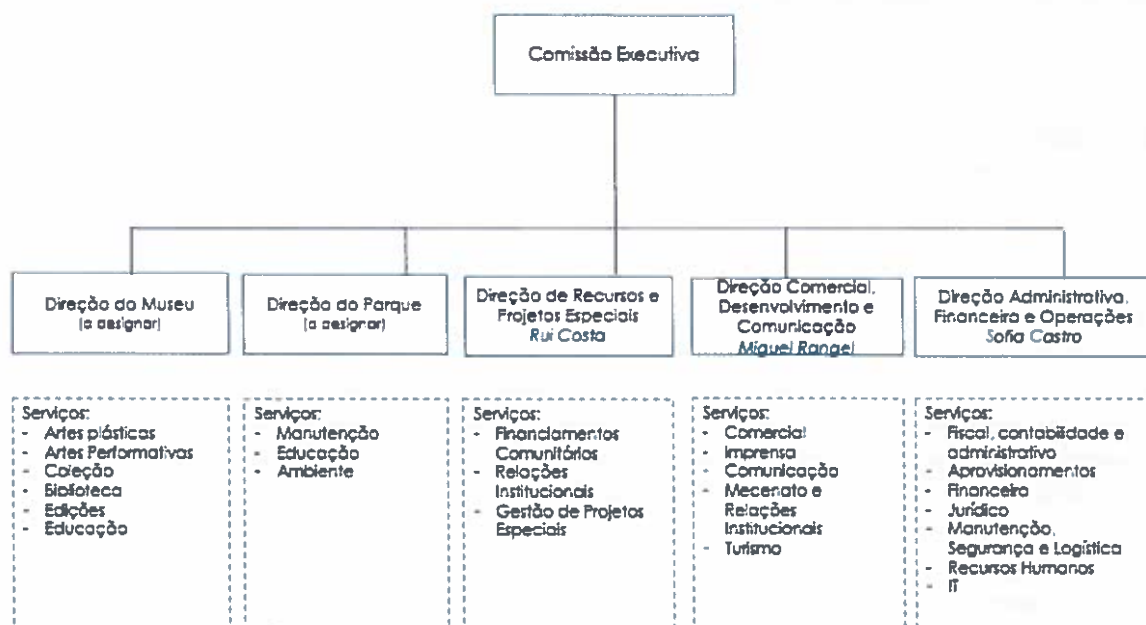 Comissão Executiva
Direção do Museu
(a designar)
Direção do Parque
(a designar)
Direção de Recursos e
Projetos Especiais
Rui Costa
Direção Comercial,
Desenvolvimento e
Comunicação
Miguel Rangel
Direção Administrativa,
Financeira e Operações
Sofia Castro
Serviços:
- Artes plásticas
- Artes Performativas
- Coleção
- Biblioteca
- Edições
- Educação
Serviços:
- Manutenção
- Educação
- Ambiente
Serviços:
- Financiamentos
Comunitários
- Relações
Institucionais
- Gestão de Projetos
Especiais
Serviços:
- Comercial
- Imprensa
- Comunicação
- Mecenato e
Relações
Institucionais
- Turismo
Serviços:
- Fiscal, contabilidade e
administrativo
- Aprovisionamentos
- Financeiro
- Jurídico
- Manutenção,
Segurança e Logística
- Recursos Humanos
- IT